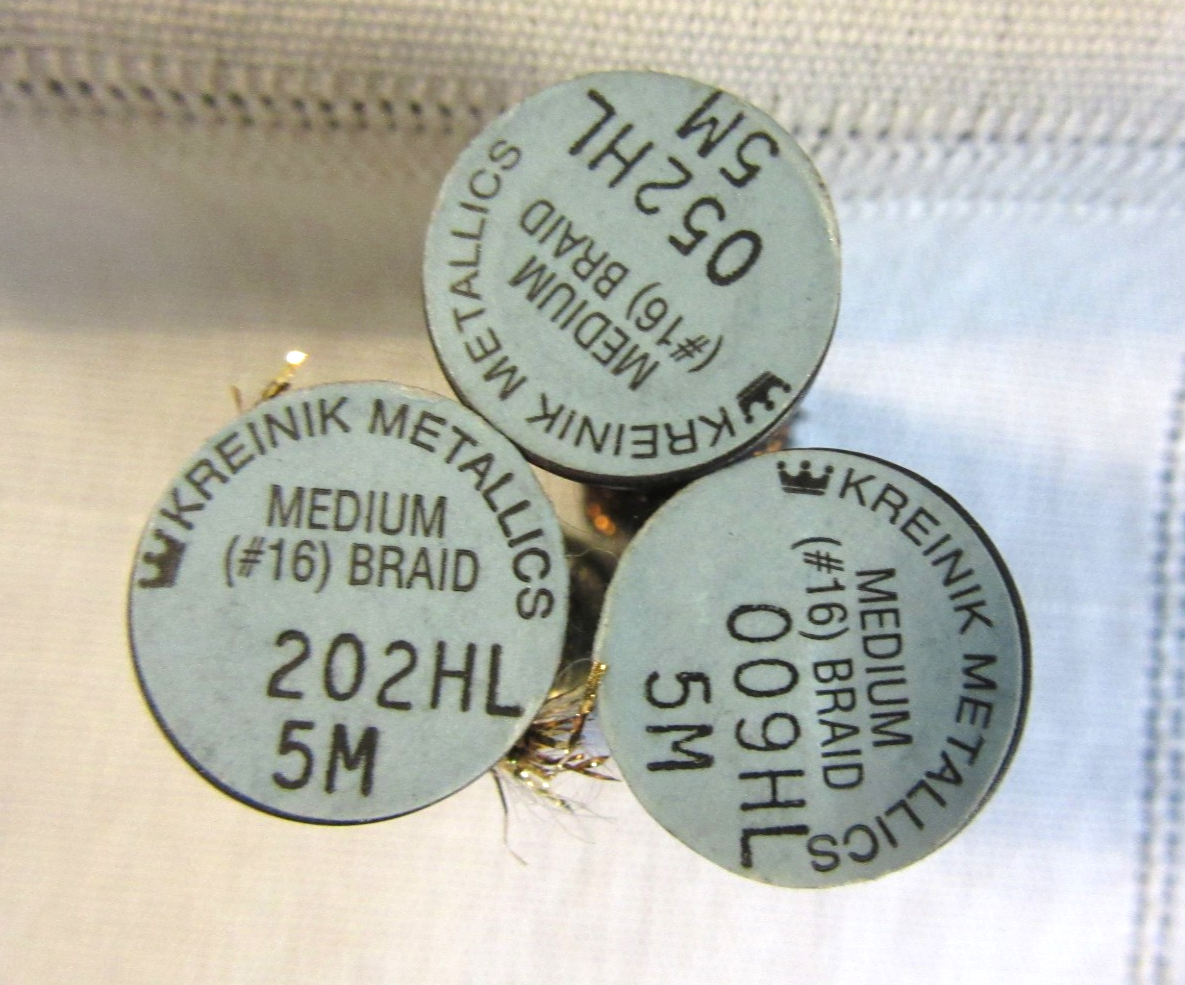 KREINIK METALLICS
MEDIUM
(#16) BRAID
052HL
5M
KREINIK METALLICS
MEDIUM
(#16) BRAID
202HL
5M
KREINIK METALLICS
MEDIUM
(#16) BRAID
009HL
5M